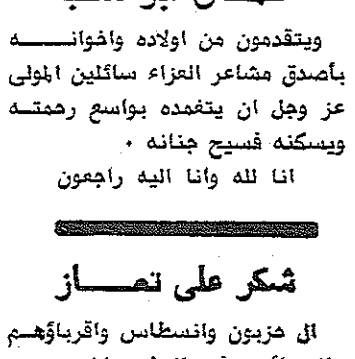 ويتقدمون من اولاده واخوانه
بأصدق مشاعر العزاء سائلين المولى
عز وجل ان يتغمده بواسع رحمته
ويسكنه فسيح جنانه .
انا لله وانا اليه راجعون
شكر على تعاز
ال حزبون وانسطاس واقرباؤهم